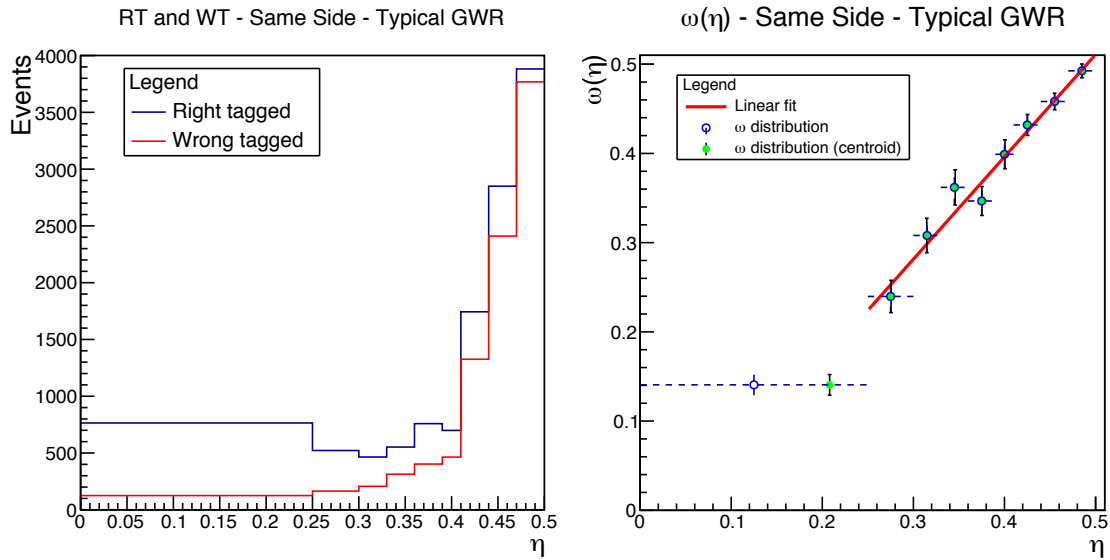 RT and WT - Same Side - Typical GWR
Events
4000
3500
3000
2500
2000
1500
1000
500
0
Legend
Right tagged
Wrong tagged
0 0.05 0.1 0.15 0.2 0.25 0.3 0.35 0.4 0.45 0.5
η
ω(η) - Same Side - Typical GWR
ω(η)
0.5
0.4
0.3
0.2
0.1
0
Legend
Linear fit
ω distribution
ω distribution (centroid)
0 0.1 0.2 0.3 0.4 0.5
η